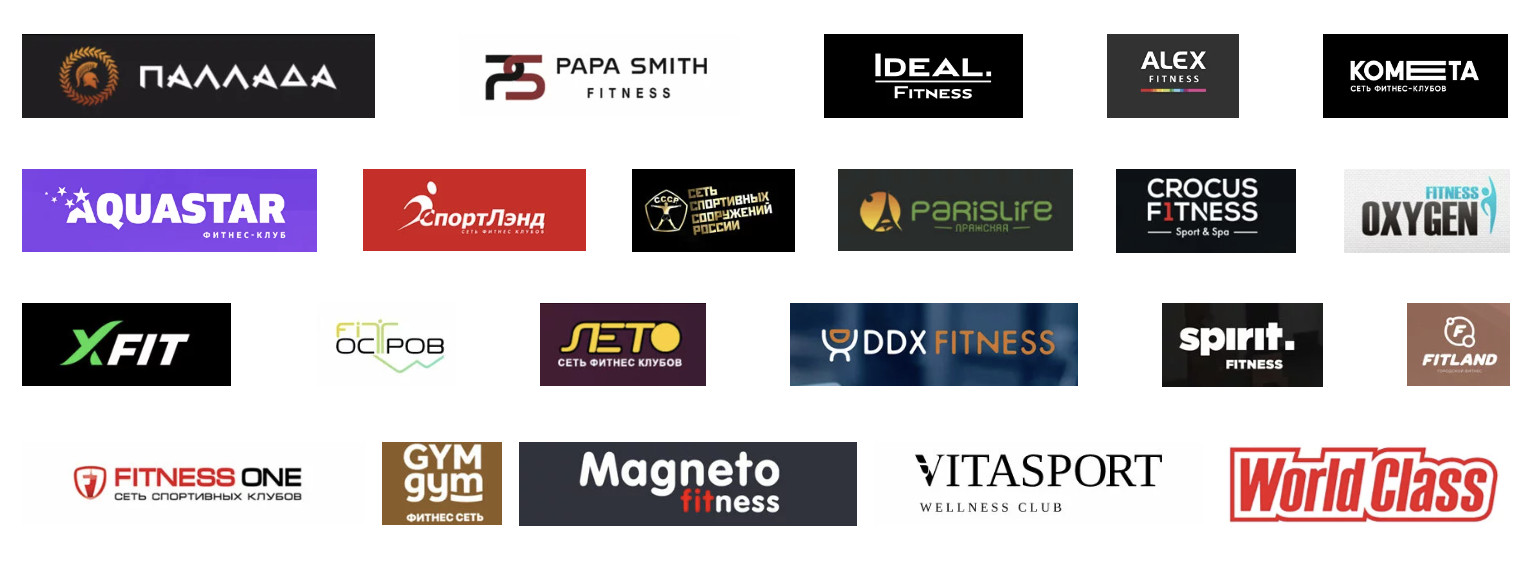 ПАЛЛАДА
PS
PAPA SMITH
FITNESS
IDEAL.
FITNESS
ALEX
FITNESS
КОМЕТА
СЕТЬ ФИТНЕС-КЛУБОВ
AQUASTAR
ФИТНЕС-КЛУБ
СпортЛэнд
СЕТЬ ФИТНЕС КЛУБОВ
СССР
СЕТЬ
СПОРТИВНЫХ
СООРУЖЕНИЙ
РОССИИ
PARiSLiFE
ПРАЖСКАЯ
CROCUS
F1TNESS
Sport & Spa
FITNESS
OXYGEN
XFIT
FiT
ОСТРОВ
ЛЕТО
СЕТЬ ФИТНЕС КЛУБОВ
DDX FITNESS
spirit.
FITNESS
F
FITLAND
FITNESS ONE
СЕТЬ СПОРТИВНЫХ КЛУБОВ
GYM
gym
ФИТНЕС СЕТЬ
Magneto
fitness
VITASPORT
WELLNESS CLUB
World Class